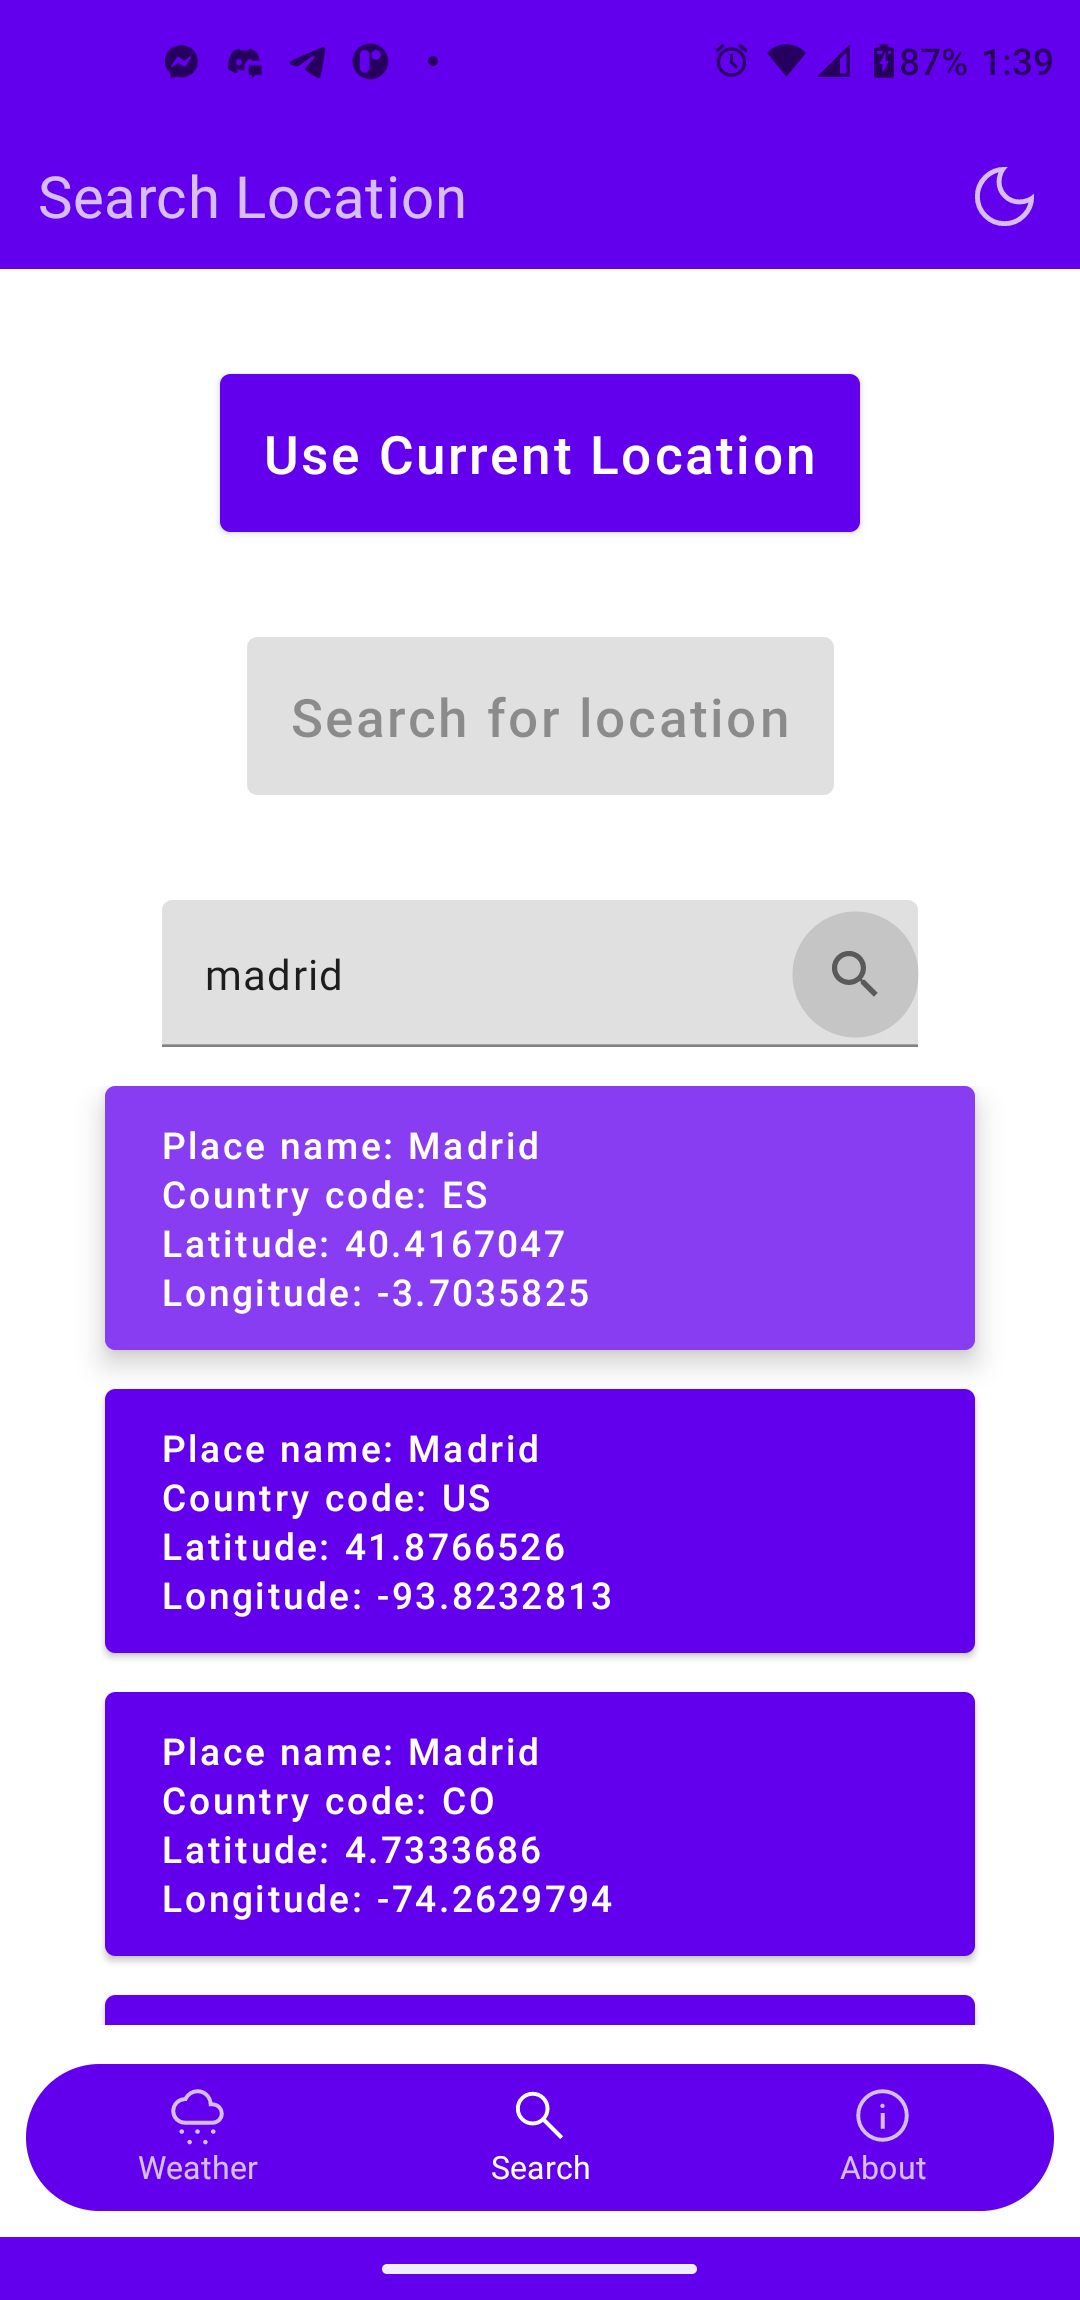 87% 1:39
Search Location
Use Current Location
Search for location
madrid
Place name: Madrid
Country code: ES
Latitude: 40.4167047
Longitude: -3.7035825
Place name: Madrid
Country code: US
Latitude: 41.8766526
Longitude: -93.8232813
Place name: Madrid
Country code: CO
Latitude: 4.7333686
Longitude: -74.2629794
Weather
Search
About